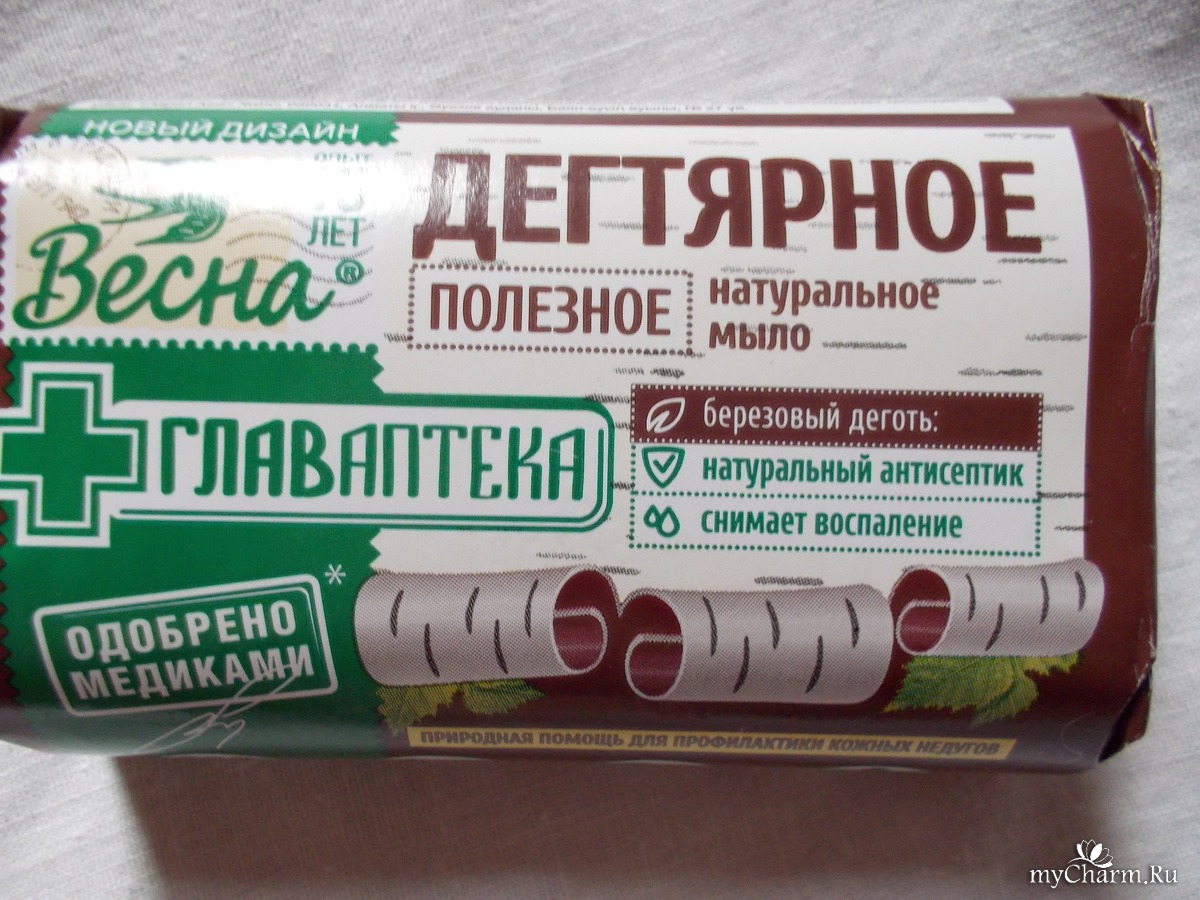 НОВЫЙ ДИЗАЙН
ОПЫТ
ЛЕТ
Весна®
ДЕГТЯРНОЕ
ПОЛЕЗНОЕ
натуральное
мыло
ГЛАВАПТЕКА
березовый деготь:
натуральный антисептик
снимает воспаление
ОДОБРЕНО
МЕДИКАМИ
*
ПРИРОДНАЯ ПОМОЩЬ ДЛЯ ПРОФИЛАКТИКИ КОЖНЫХ НЕДУГОВ
myCharm.Ru